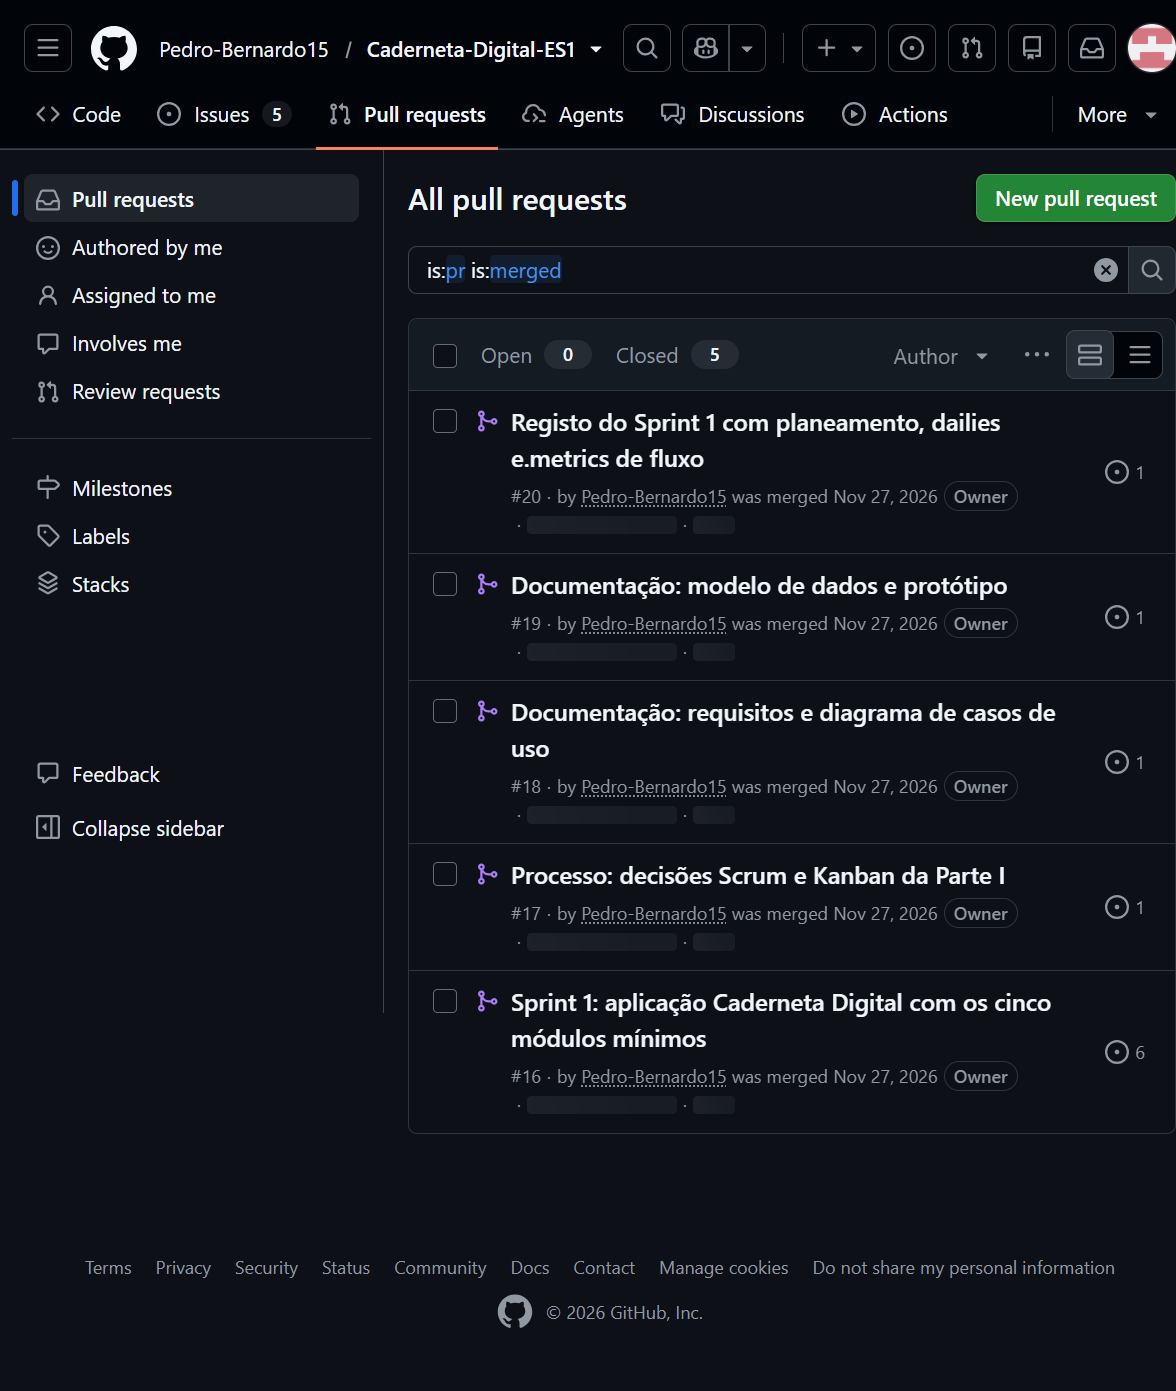 Pedro-Bernardo15 / Caderneta-Digital-ES1
Code
Issues 5
Pull requests
Agents
Discussions
Actions
More
Pull requests
Authored by me
Assigned to me
Involves me
Review requests
Milestones
Labels
Stacks
Feedback
Collapse sidebar
All pull requests
New pull request
is:pr is:merged
Open 0 Closed 5
Author
Registo do Sprint 1 com planeamento, dailies
e.metrics de fluxo
#20 · by Pedro-Bernardo15 was merged Nov 27, 2026 Owner
1
Documentação: modelo de dados e protótipo
#19 · by Pedro-Bernardo15 was merged Nov 27, 2026 Owner
1
Documentação: requisitos e diagrama de casos de
uso
#18 · by Pedro-Bernardo15 was merged Nov 27, 2026 Owner
1
Processo: decisões Scrum e Kanban da Parte I
#17 · by Pedro-Bernardo15 was merged Nov 27, 2026 Owner
1
Sprint 1: aplicação Caderneta Digital com os cinco
módulos mínimos
#16 · by Pedro-Bernardo15 was merged Nov 27, 2026 Owner
6
Terms Privacy Security Status Community Docs Contact Manage cookies Do not share my personal information
© 2026 GitHub, Inc.